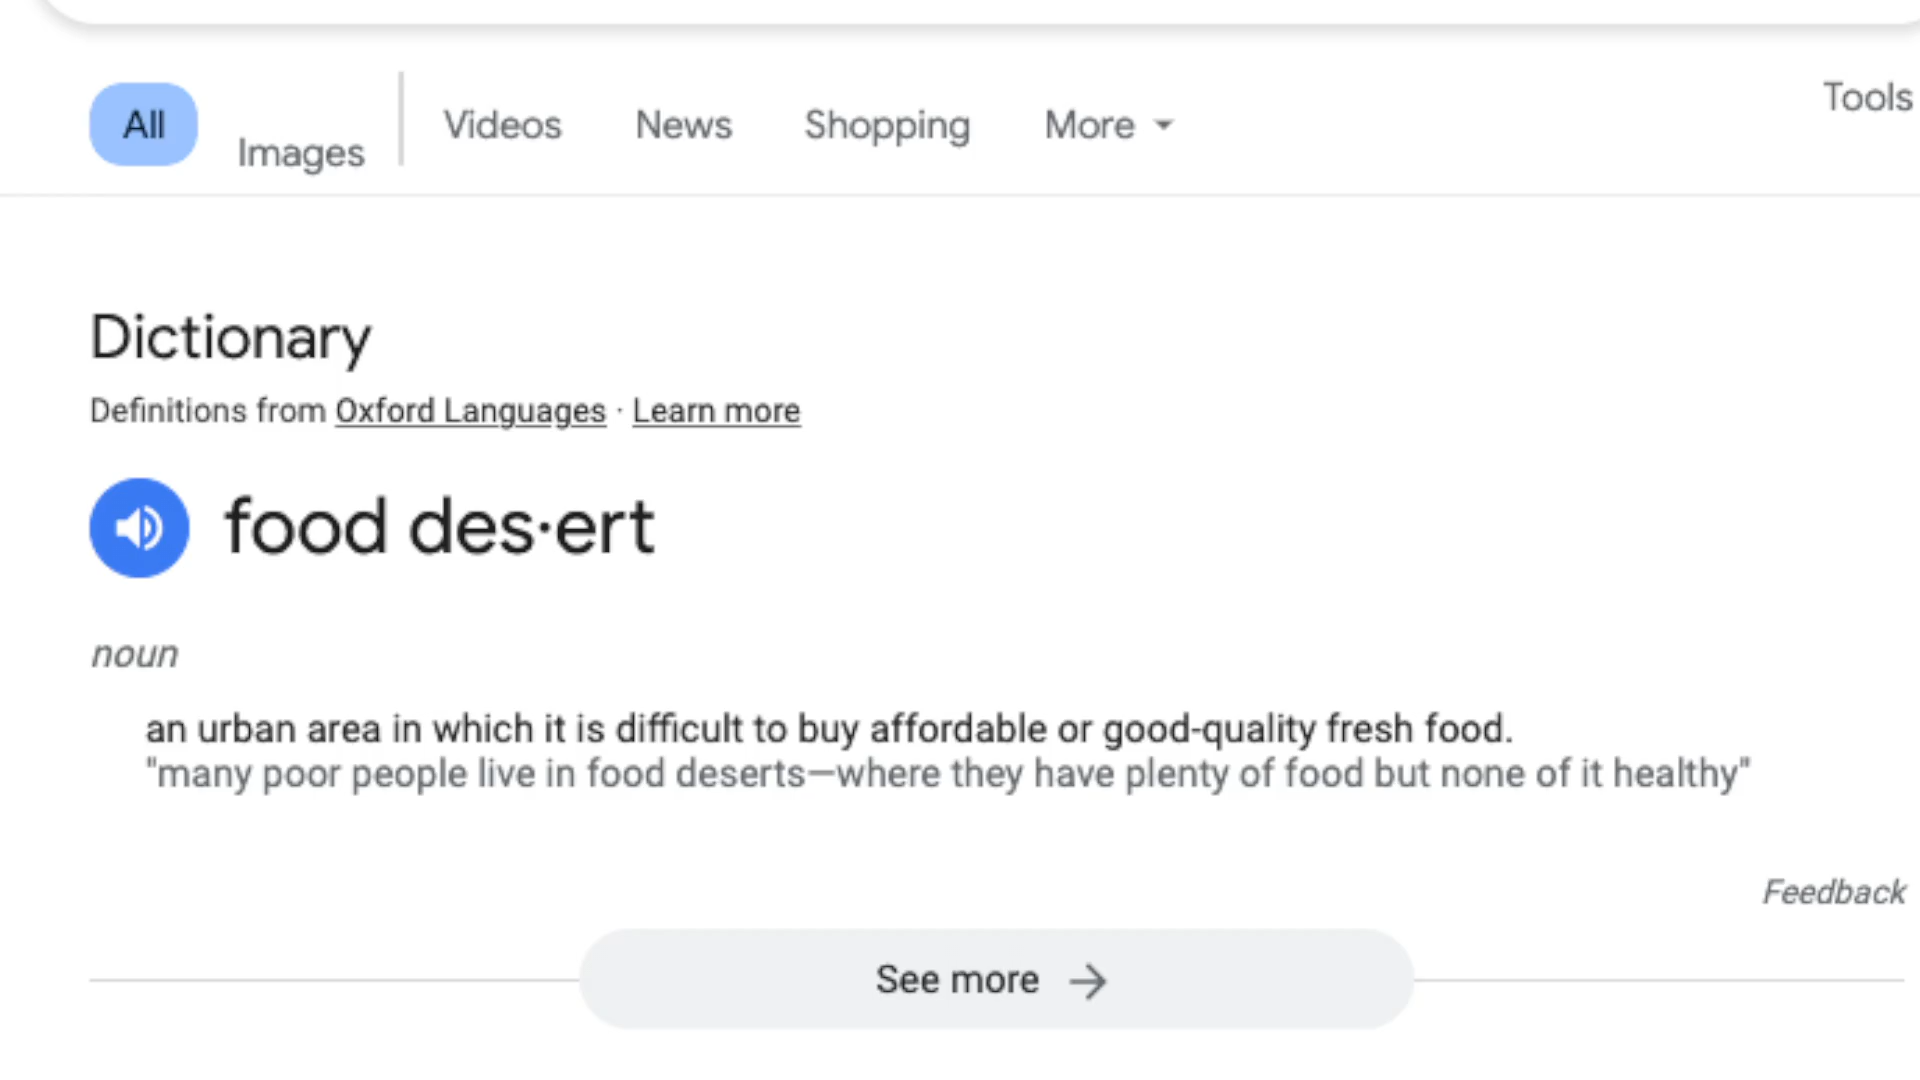 All Images Videos News Shopping More Tools
Dictionary
Definitions from Oxford Languages · Learn more
food des·ert
noun
an urban area in which it is difficult to buy affordable or good-quality fresh food.
"many poor people live in food deserts—where they have plenty of food but none of it healthy"
Feedback
See more →